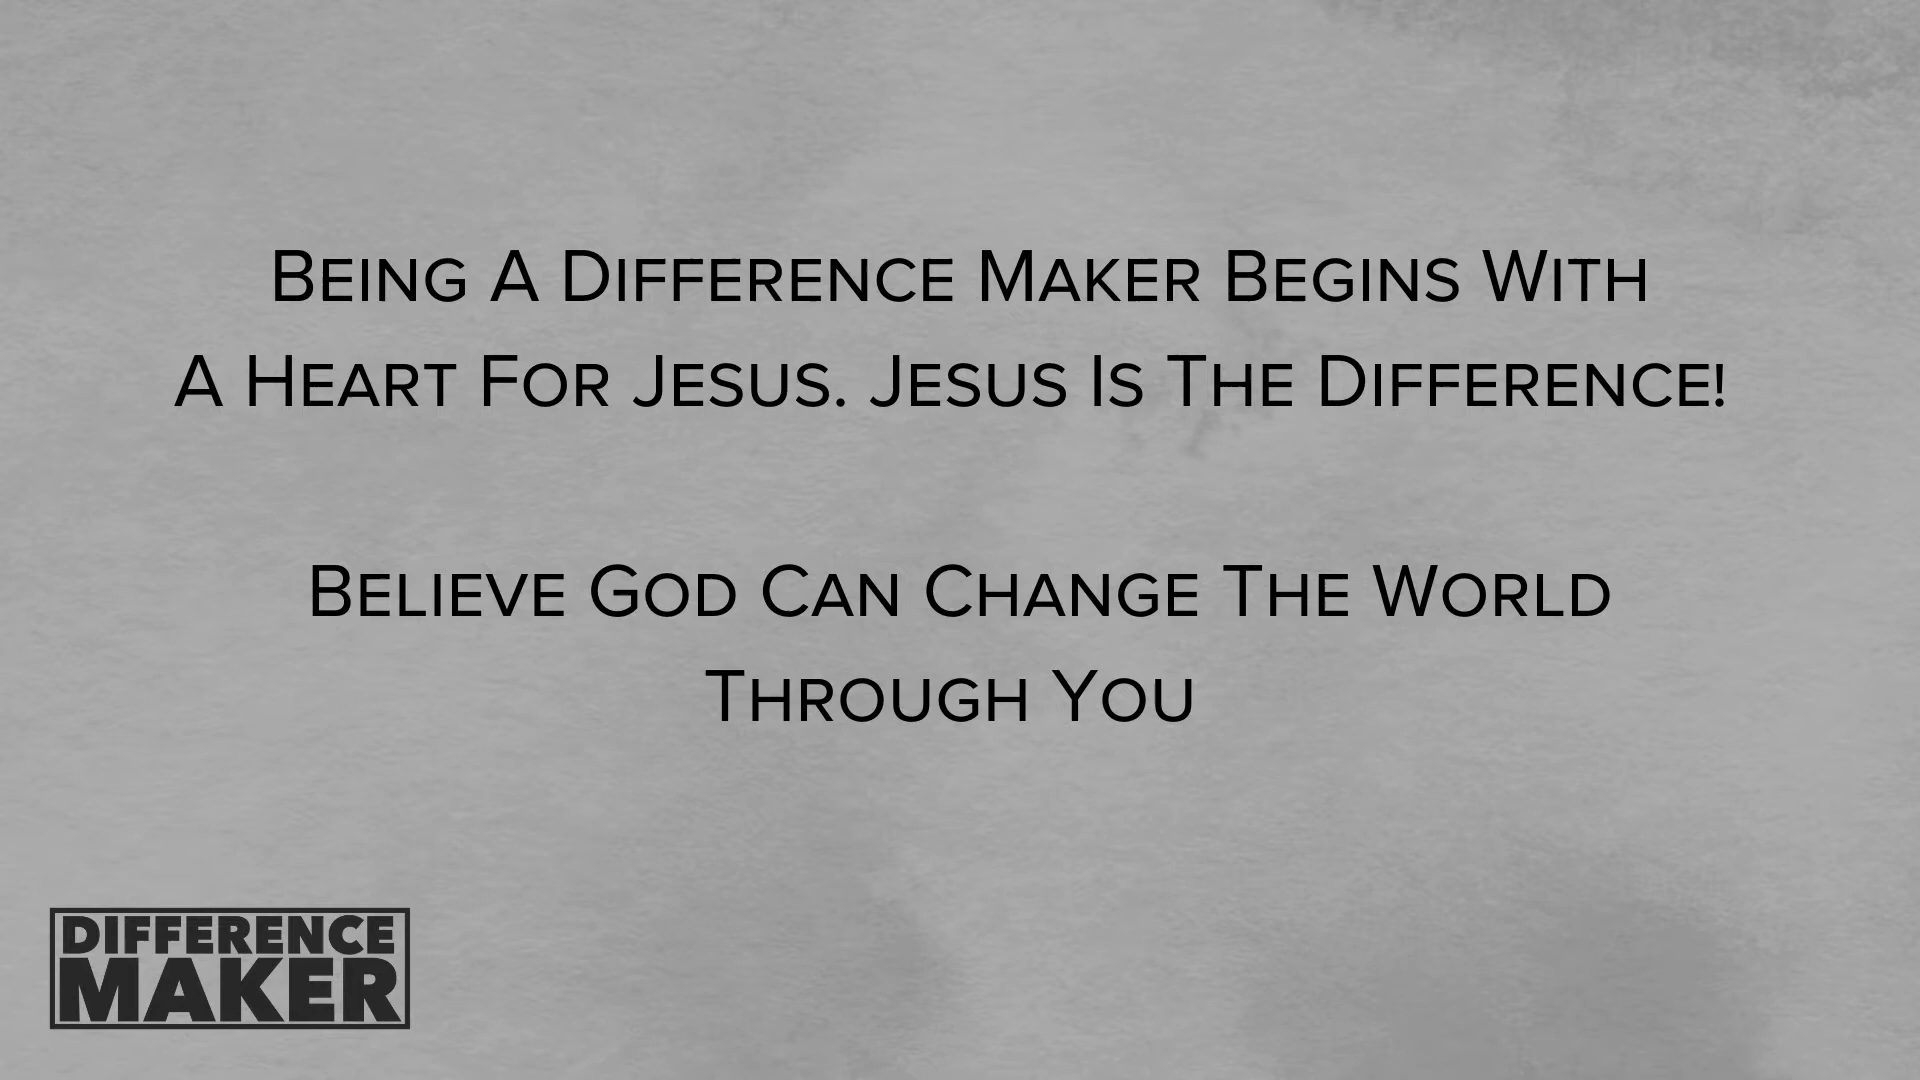 Being A Difference Maker Begins With
A Heart For Jesus. Jesus Is The Difference!
Believe God Can Change The World
Through You
DIFFERENCE
MAKER